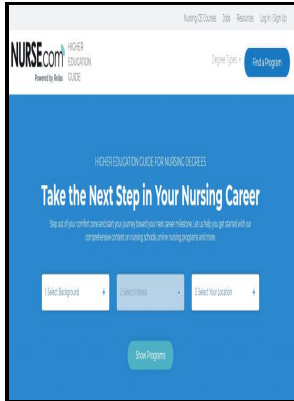 Nursing CE Courses Jobs Resources Log In | Sign Up
NURSE.com HIGHER EDUCATION GUIDE
Powered by Relias
Degree Types
Find a Program
HIGHER EDUCATION GUIDE FOR NURSING DEGREES
Take the Next Step in Your Nursing Career
Step out of your comfort zone and start your journey toward your next career milestone. Let us help you get started with our
comprehensive content on nursing schools, online nursing programs and more.
1. Select Background +
2. Select Interest
3. Select Your Location +
Show Programs